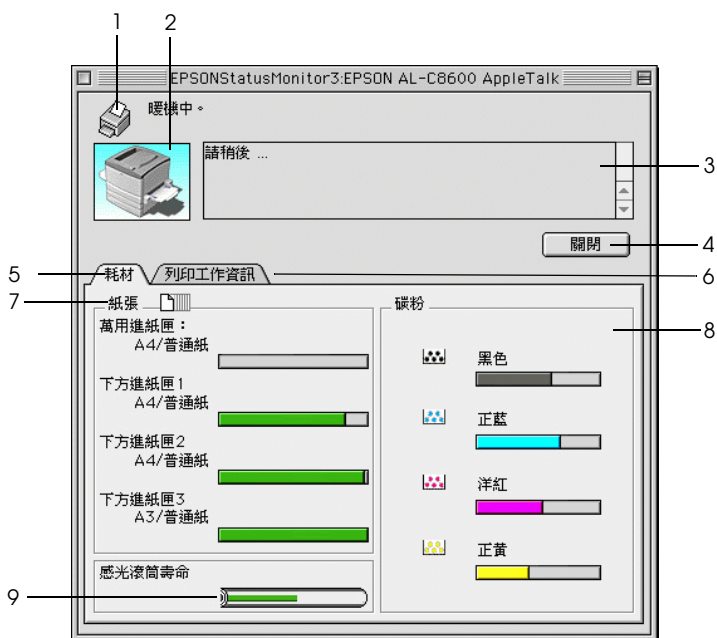 1
2
EPSONStatusMonitor3:EPSON AL-C8600 AppleTalk
暖機中。
請稍後 ...
3
關閉
4
5
耗材
列印工作資訊
6
7
紙張
萬用進紙匣：
A4/普通紙
下方進紙匣1
A4/普通紙
下方進紙匣2
A4/普通紙
下方進紙匣3
A3/普通紙
碳粉
8
黑色
正藍
洋紅
正黃
感光滾筒壽命
9